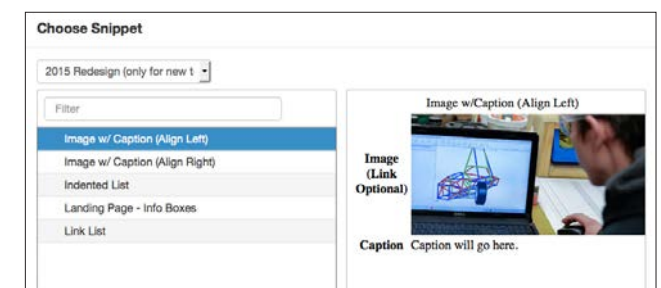 Choose Snippet
2015 Redesign (only for new t
Filter
Image w/ Caption (Align Left)
Image w/ Caption (Align Right)
Indented List
Landing Page - Info Boxes
Link List
Image w/Caption (Align Left)
Image
(Link
Optional)
Caption Caption will go here.